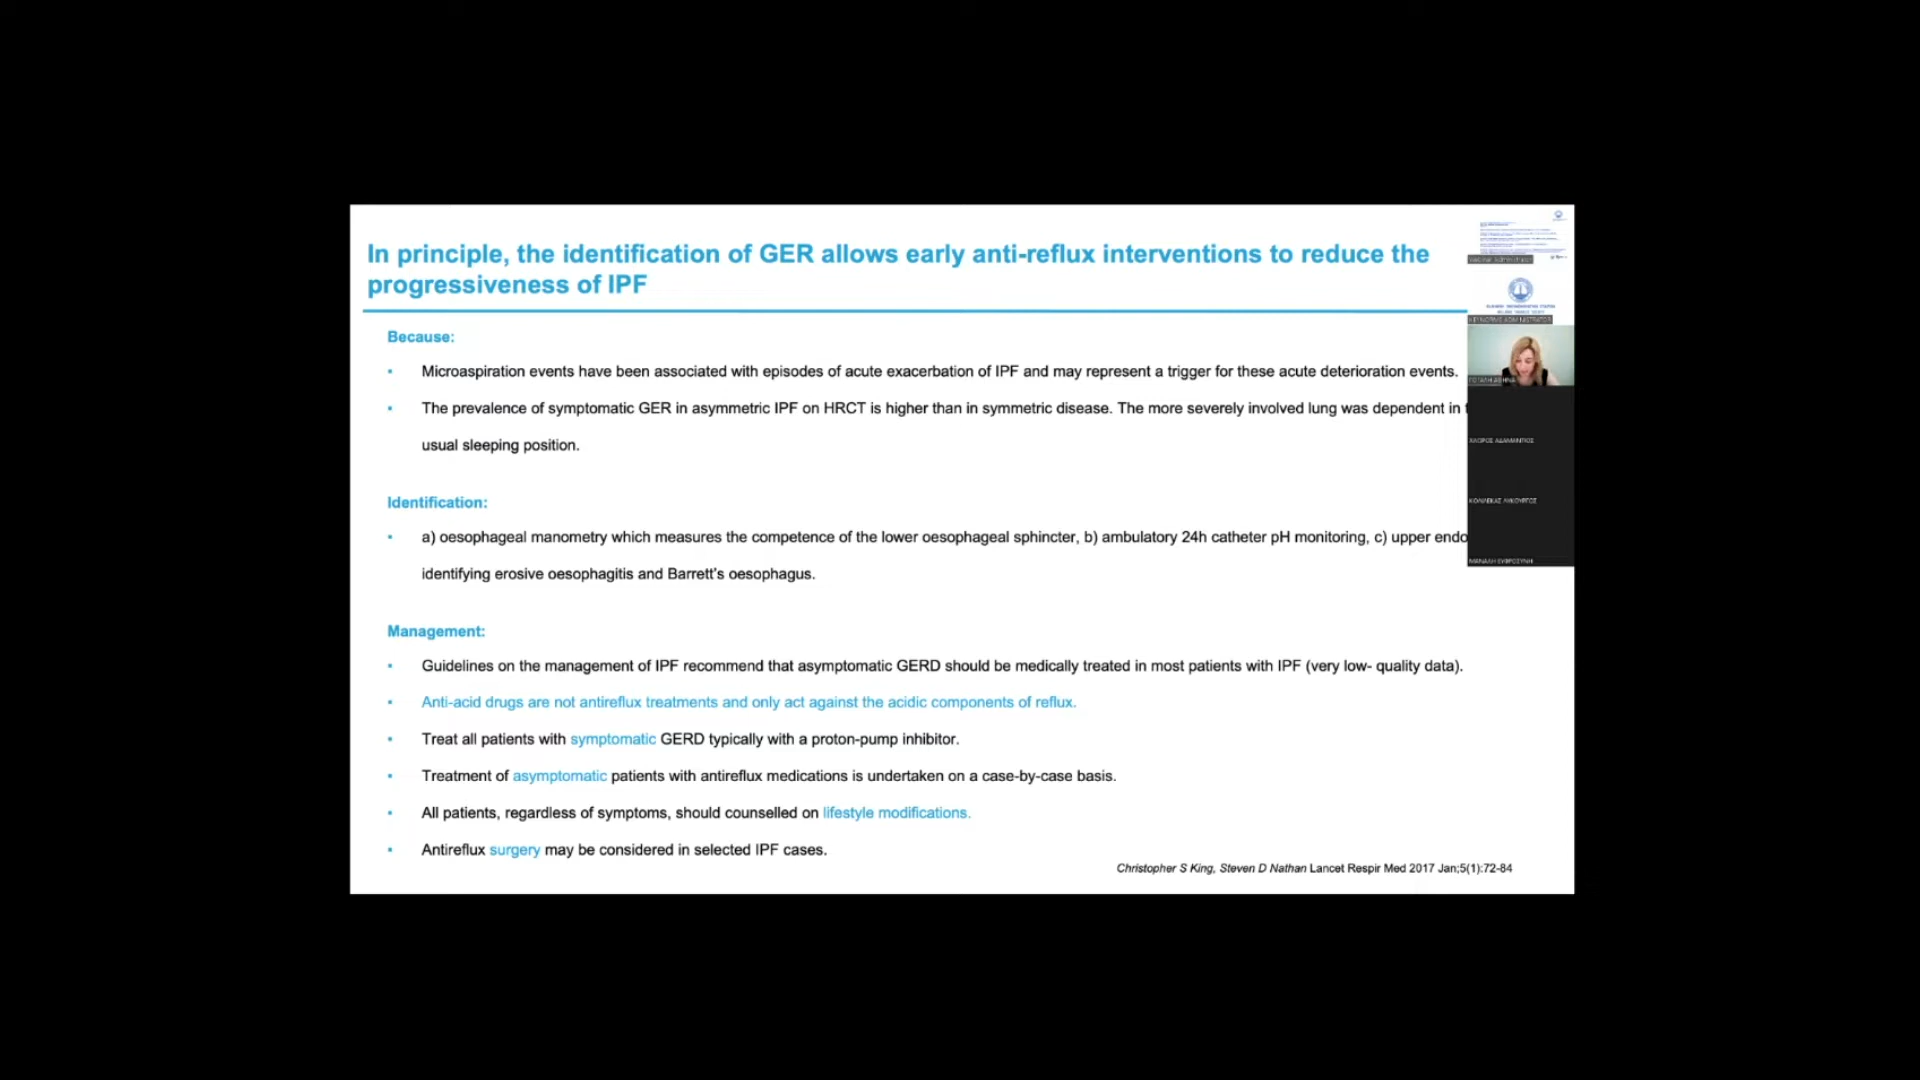 In principle, the identification of GER allows early anti-reflux interventions to reduce the
progressiveness of IPF
Because:
Microaspiration events have been associated with episodes of acute exacerbation of IPF and may represent a trigger for these acute deterioration events.
The prevalence of symptomatic GER in asymmetric IPF on HRCT is higher than in symmetric disease. The more severely involved lung was dependent in
usual sleeping position.
Identification:
a) oesophageal manometry which measures the competence of the lower oesophageal sphincter, b) ambulatory 24h catheter pH monitoring, c) upper endo
identifying erosive oesophagitis and Barrett's oesophagus.
Management:
Guidelines on the management of IPF recommend that asymptomatic GERD should be medically treated in most patients with IPF (very low- quality data).
Anti-acid drugs are not antireflux treatments and only act against the acidic components of reflux.
Treat all patients with symptomatic GERD typically with a proton-pump inhibitor.
Treatment of asymptomatic patients with antireflux medications is undertaken on a case-by-case basis.
All patients, regardless of symptoms, should counselled on lifestyle modifications.
Antireflux surgery may be considered in selected IPF cases.
Christopher S King, Steven D Nathan Lancet Respir Med 2017 Jan;5(1):72-84